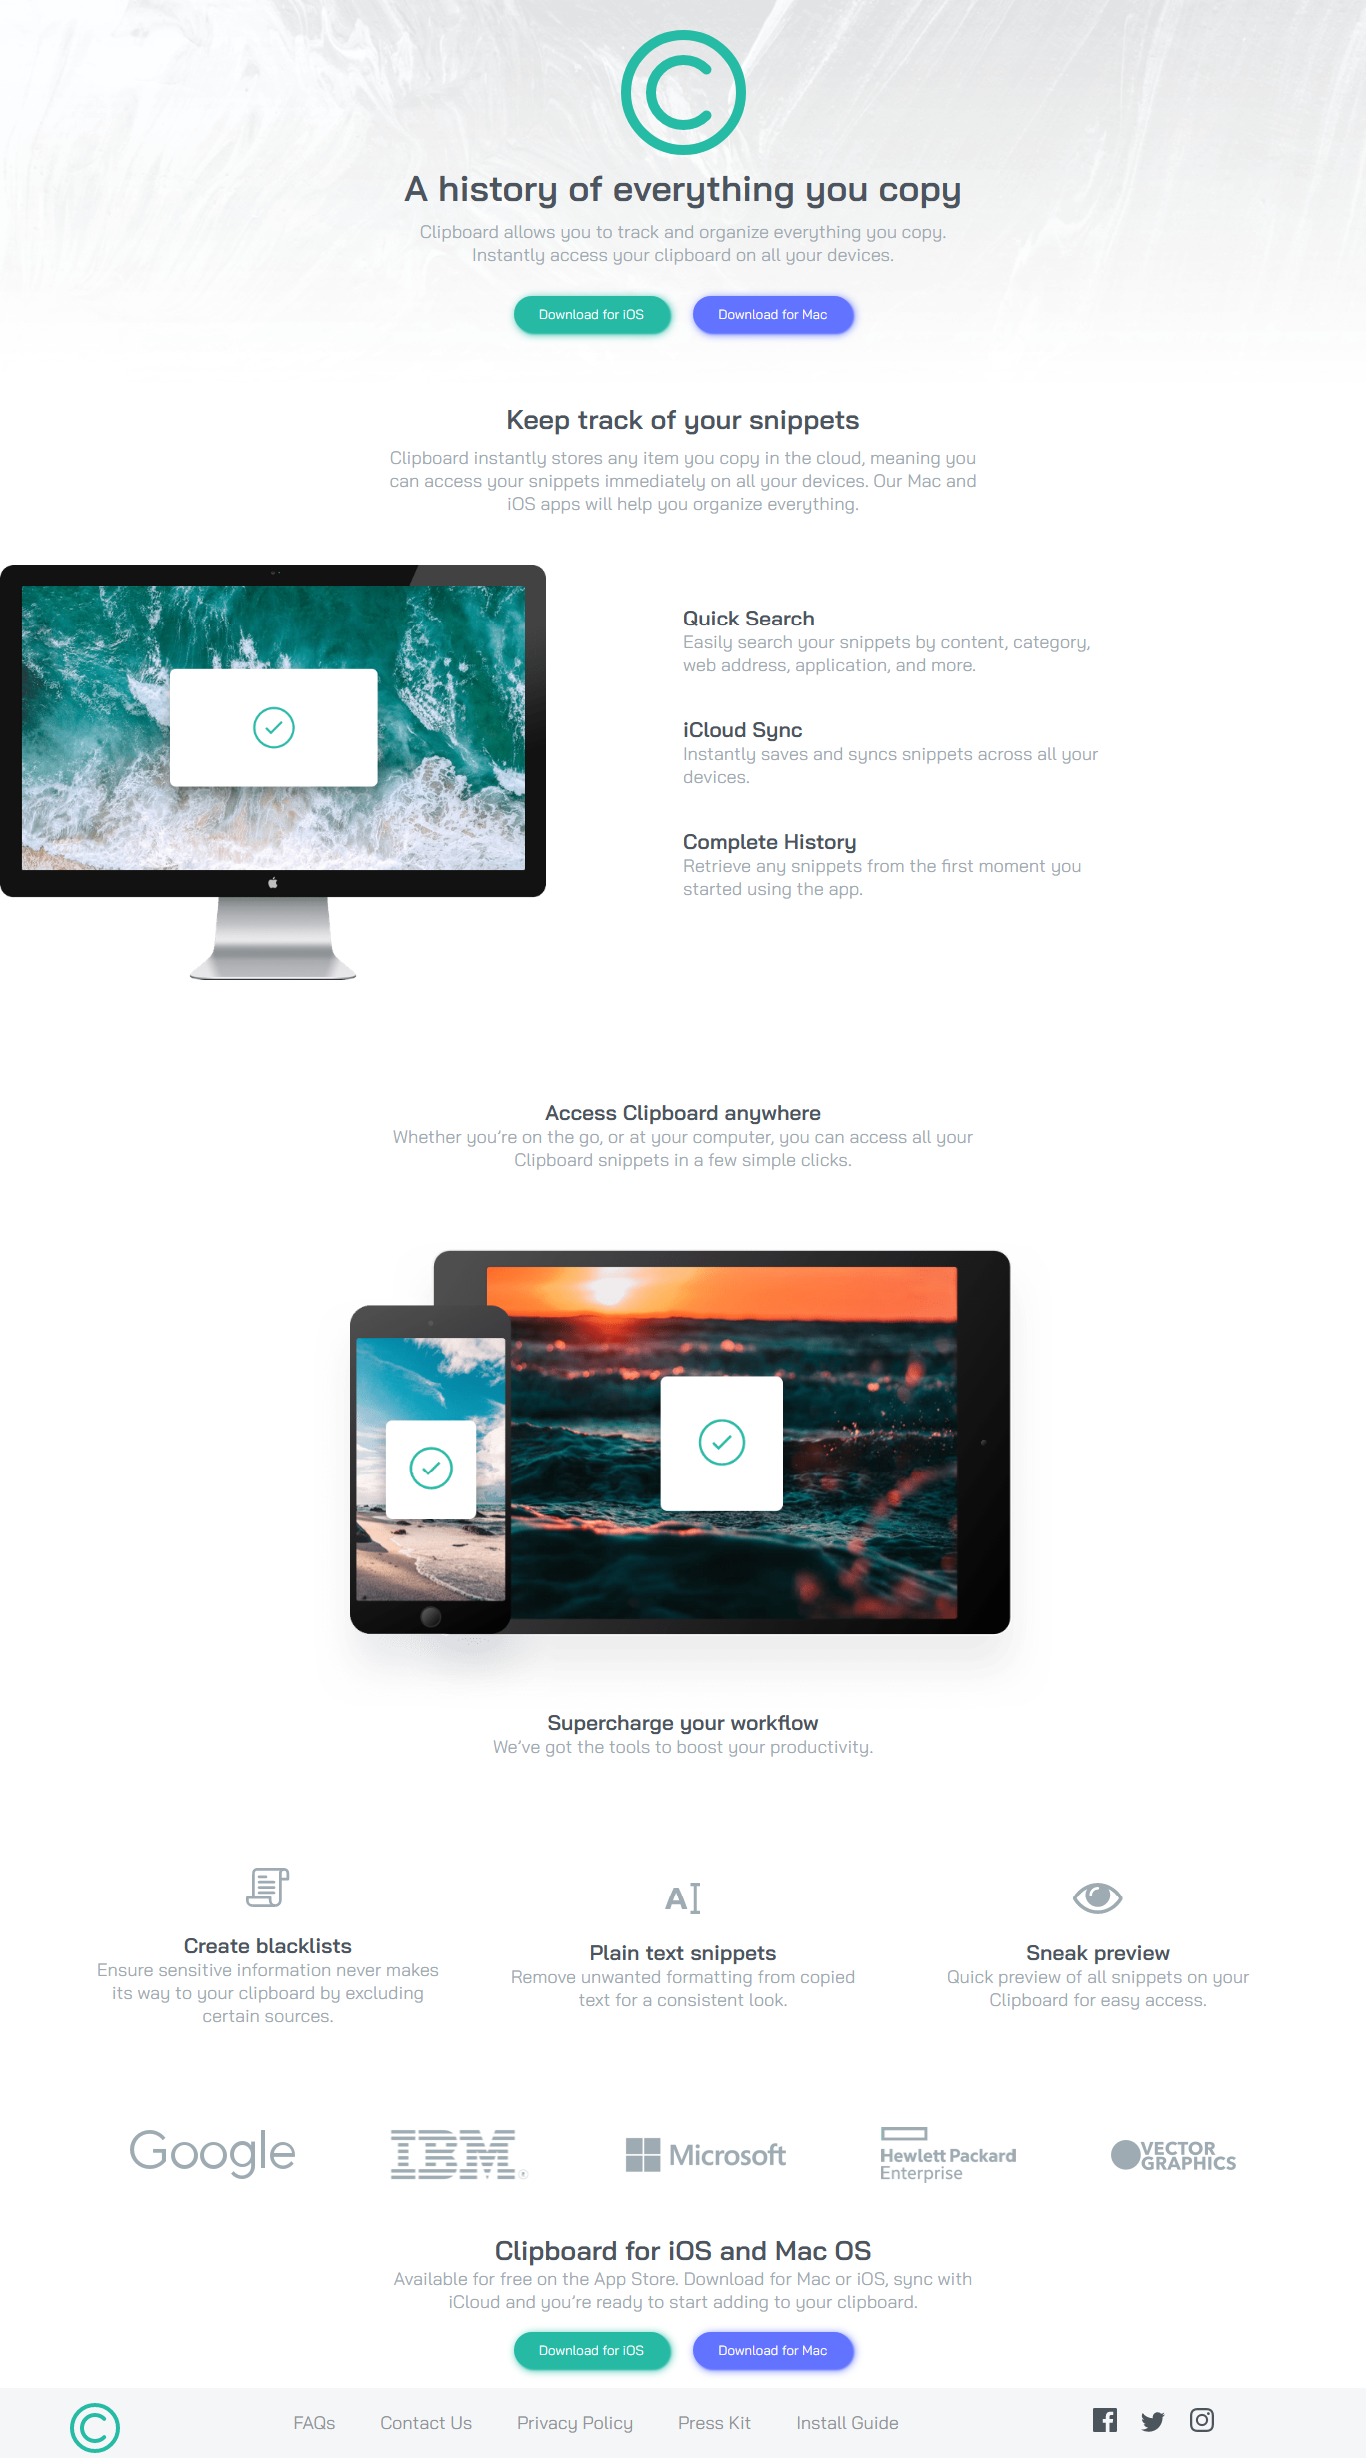 A history of everything you copy
Clipboard allows you to track and organize everything you copy.
Instantly access your clipboard on all your devices.
Download for iOS
Download for Mac
Keep track of your snippets
Clipboard instantly stores any item you copy in the cloud, meaning you
can access your snippets immediately on all your devices. Our Mac and
iOS apps will help you organize everything.
Quick Search
Easily search your snippets by content, category,
web address, application, and more.
iCloud Sync
Instantly saves and syncs snippets across all your
devices.
Complete History
Retrieve any snippets from the first moment you
started using the app.
Access Clipboard anywhere
Whether you’re on the go, or at your computer, you can access all your
Clipboard snippets in a few simple clicks.
Supercharge your workflow
We’ve got the tools to boost your productivity.
Create blacklists
Ensure sensitive information never makes
its way to your clipboard by excluding
certain sources.
Plain text snippets
Remove unwanted formatting from copied
text for a consistent look.
Sneak preview
Quick preview of all snippets on your
Clipboard for easy access.
Google
IBM®
Microsoft
Hewlett Packard
Enterprise
VECTOR
GRAPHICS
Clipboard for iOS and Mac OS
Available for free on the App Store. Download for Mac or iOS, sync with
iCloud and you’re ready to start adding to your clipboard.
Download for iOS
Download for Mac
FAQs
Contact Us
Privacy Policy
Press Kit
Install Guide